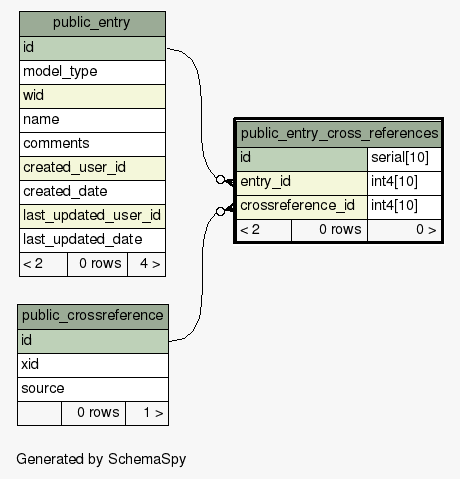 public_entry
id
model_type
wid
name
comments
created_user_id
created_date
last_updated_user_id
last_updated_date
< 2 0 rows 4 >
public_entry_cross_references
id serial[10]
entry_id int4[10]
crossreference_id int4[10]
< 2 0 rows 0 >
public_crossreference
id
xid
source
0 rows 1 >
Generated by SchemaSpy